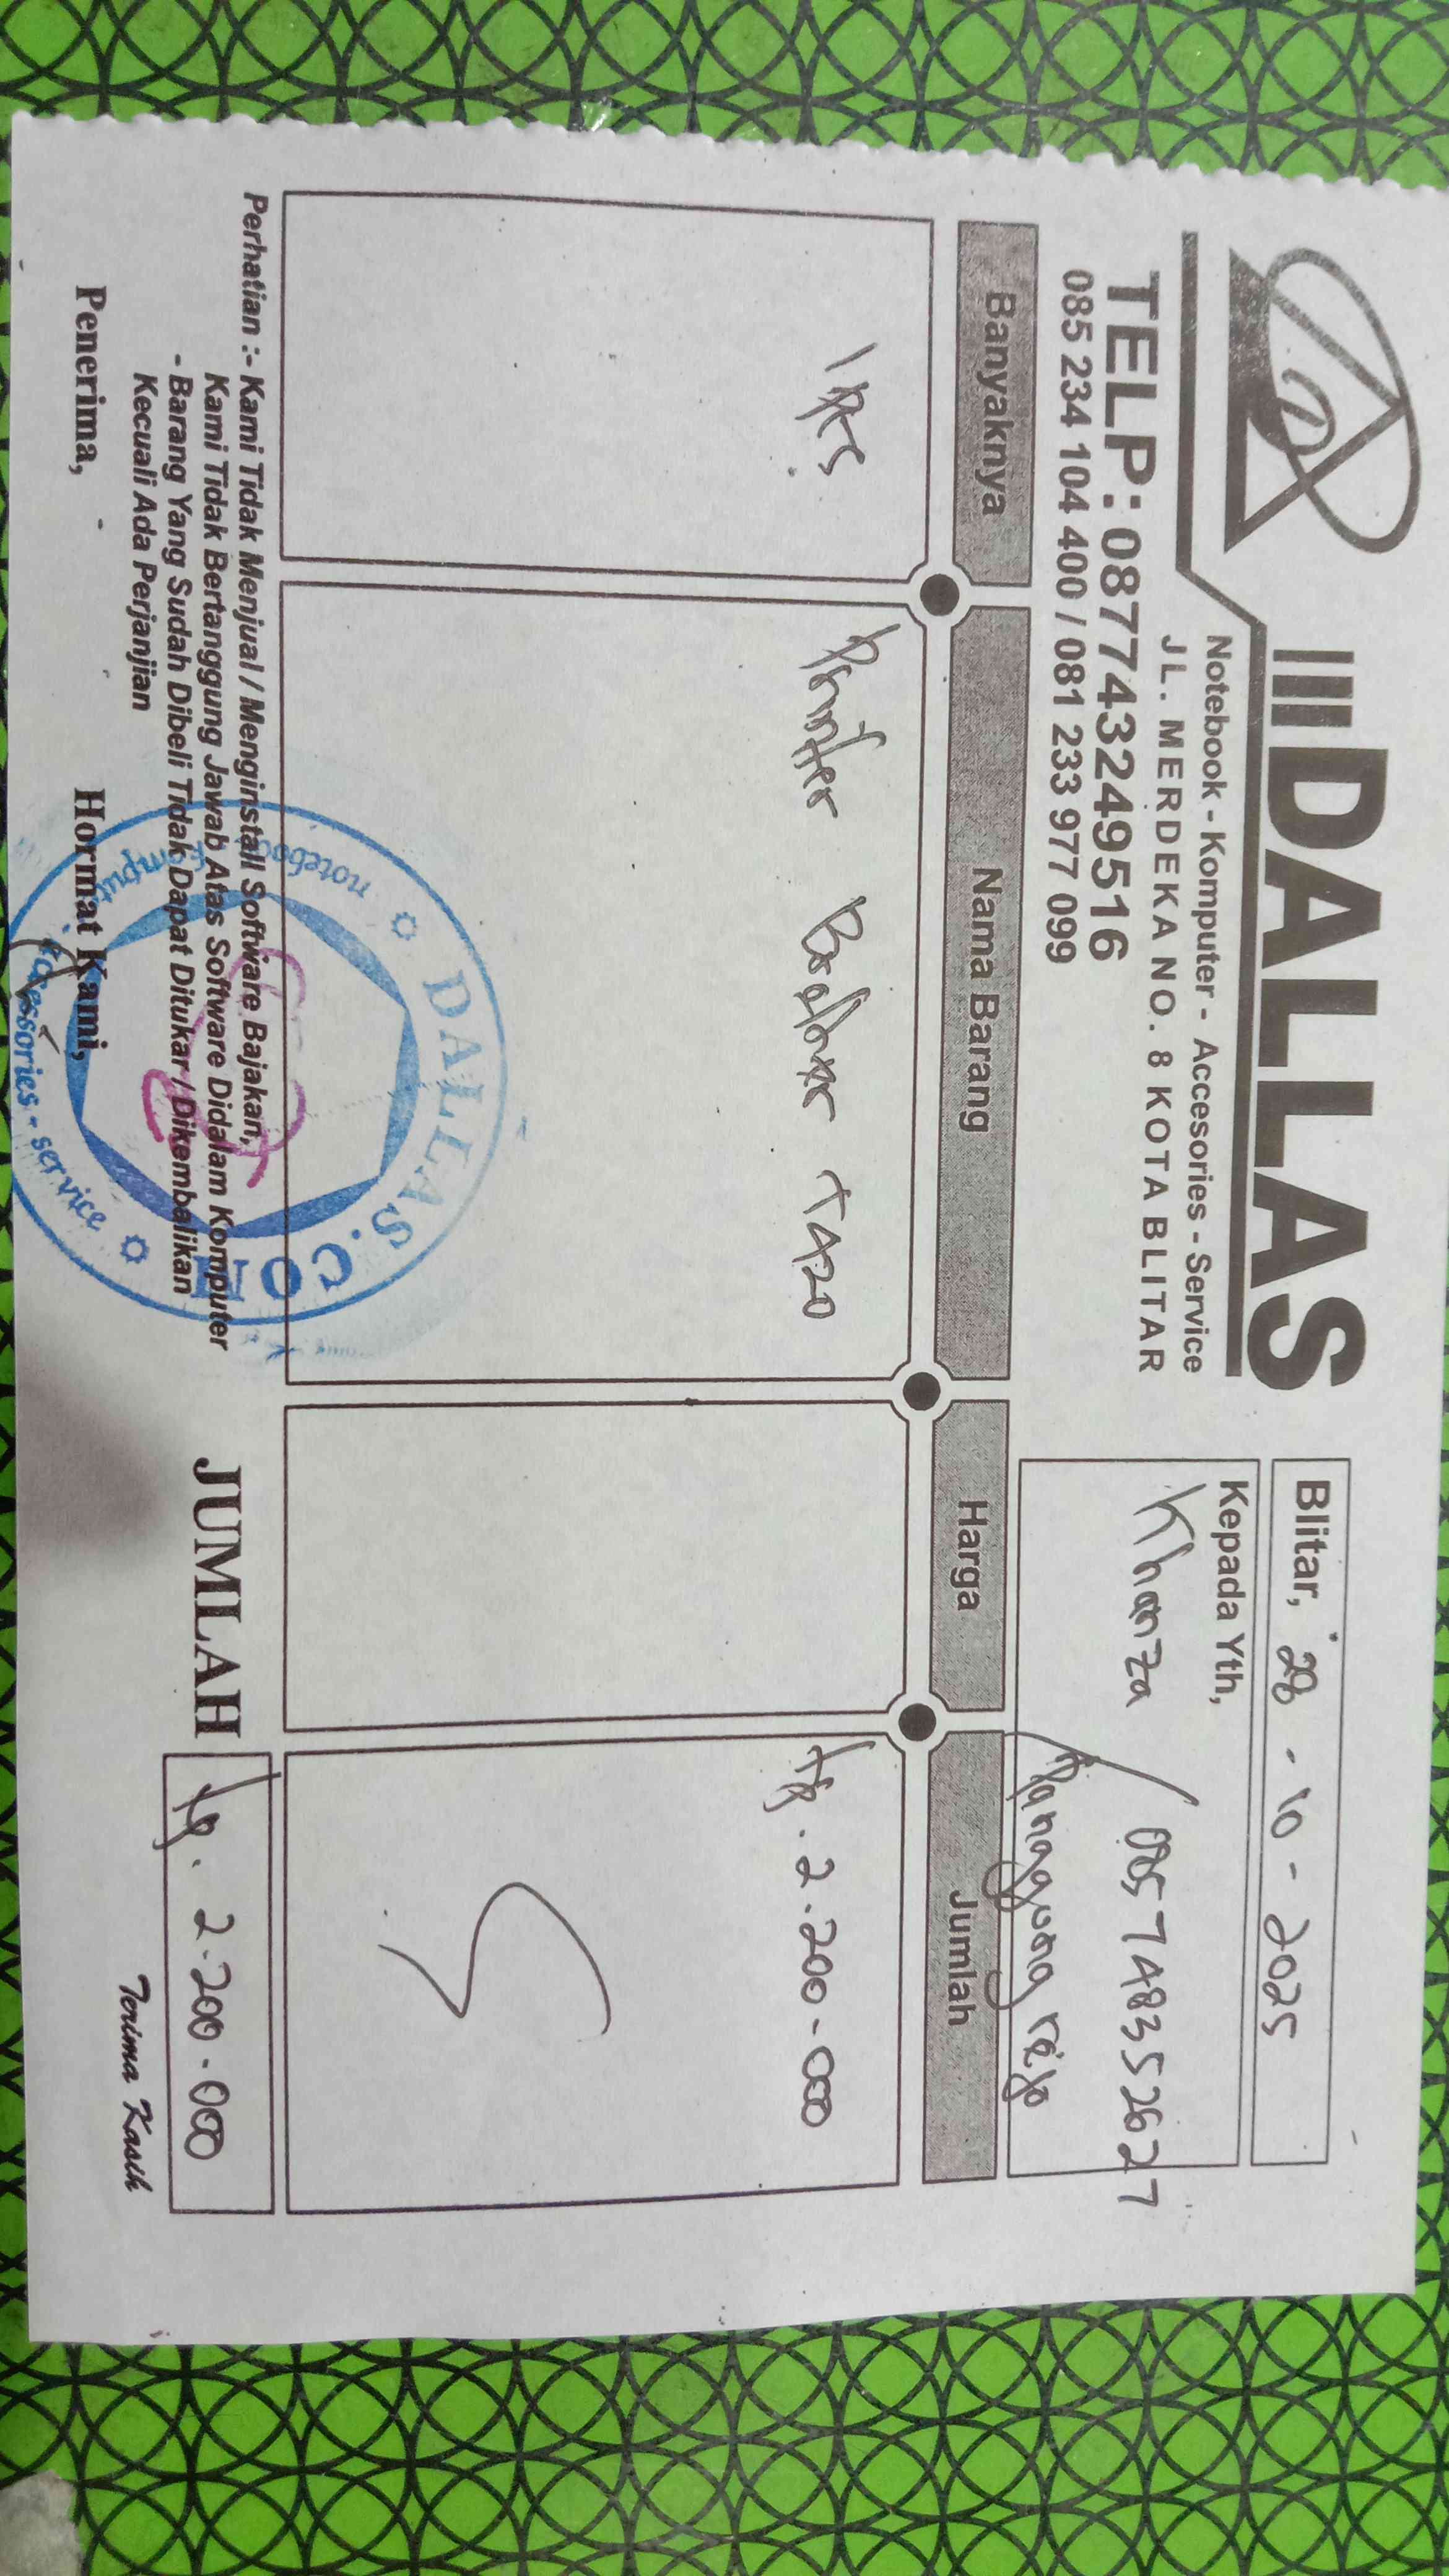 DALLAS
Notebook - Komputer - Accesories - Service
JL. MERDEKA NO. 8 KOTA BLITAR
TELP: 087743249516
085 234 104 400 / 081 233 977 099
Blitar, 28 - 10 - 2025
Kepada Yth,
Khanza / 085748352627
Panggung rejo
Banyaknya Nama Barang Harga Jumlah
1 PCS Printer Brother T420 Rp. 2.200.000
JUMLAH Rp. 2.200.000
Perhatian :- Kami Tidak Menjual / Menginstall Software Bajakan,
Kami Tidak Bertanggung Jawab Atas Software Didalam Komputer
- Barang Yang Sudah Dibeli Tidak Dapat Ditukar / Dikembalikan
Kecuali Ada Perjanjian
Penerima, Hormat Kami,
Terima Kasih
DALLAS.COM
notebook
accessories - service